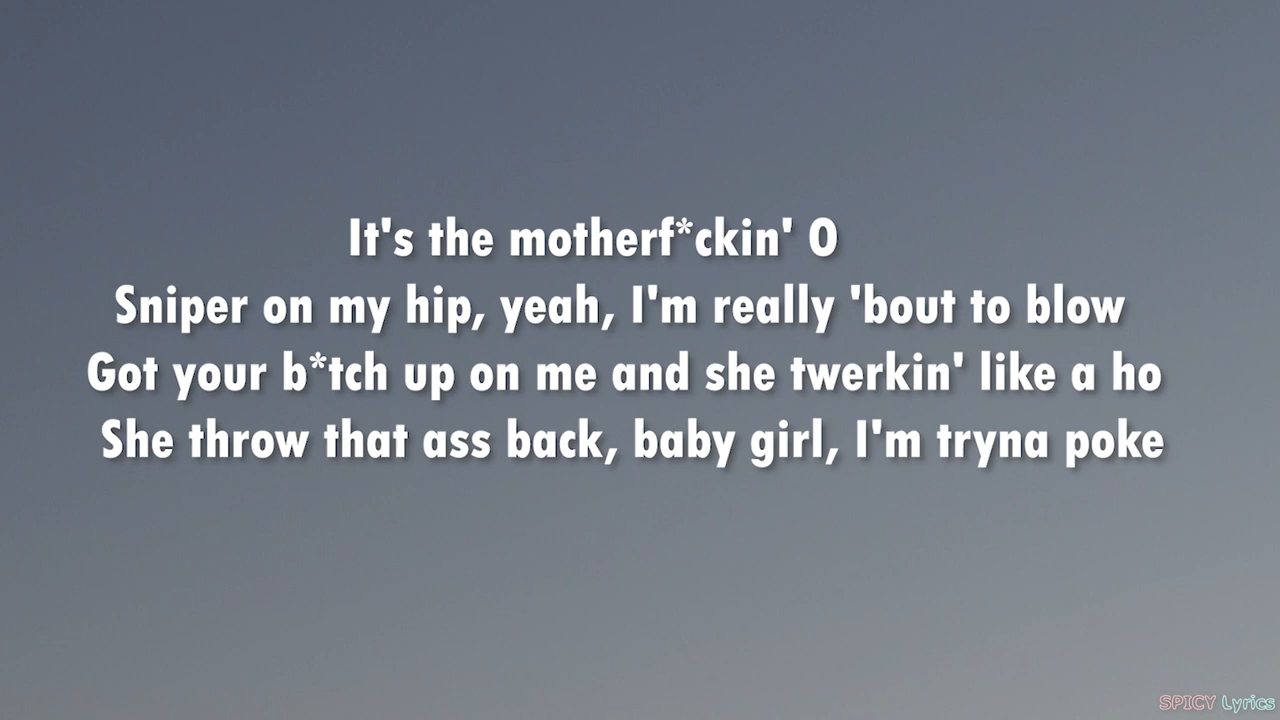 It's the motherf*ckin' O
Sniper on my hip, yeah, I'm really 'bout to blow
Got your b*tch up on me and she twerkin' like a ho
She throw that ass back, baby girl, I'm tryna poke
SPICY Lyrics